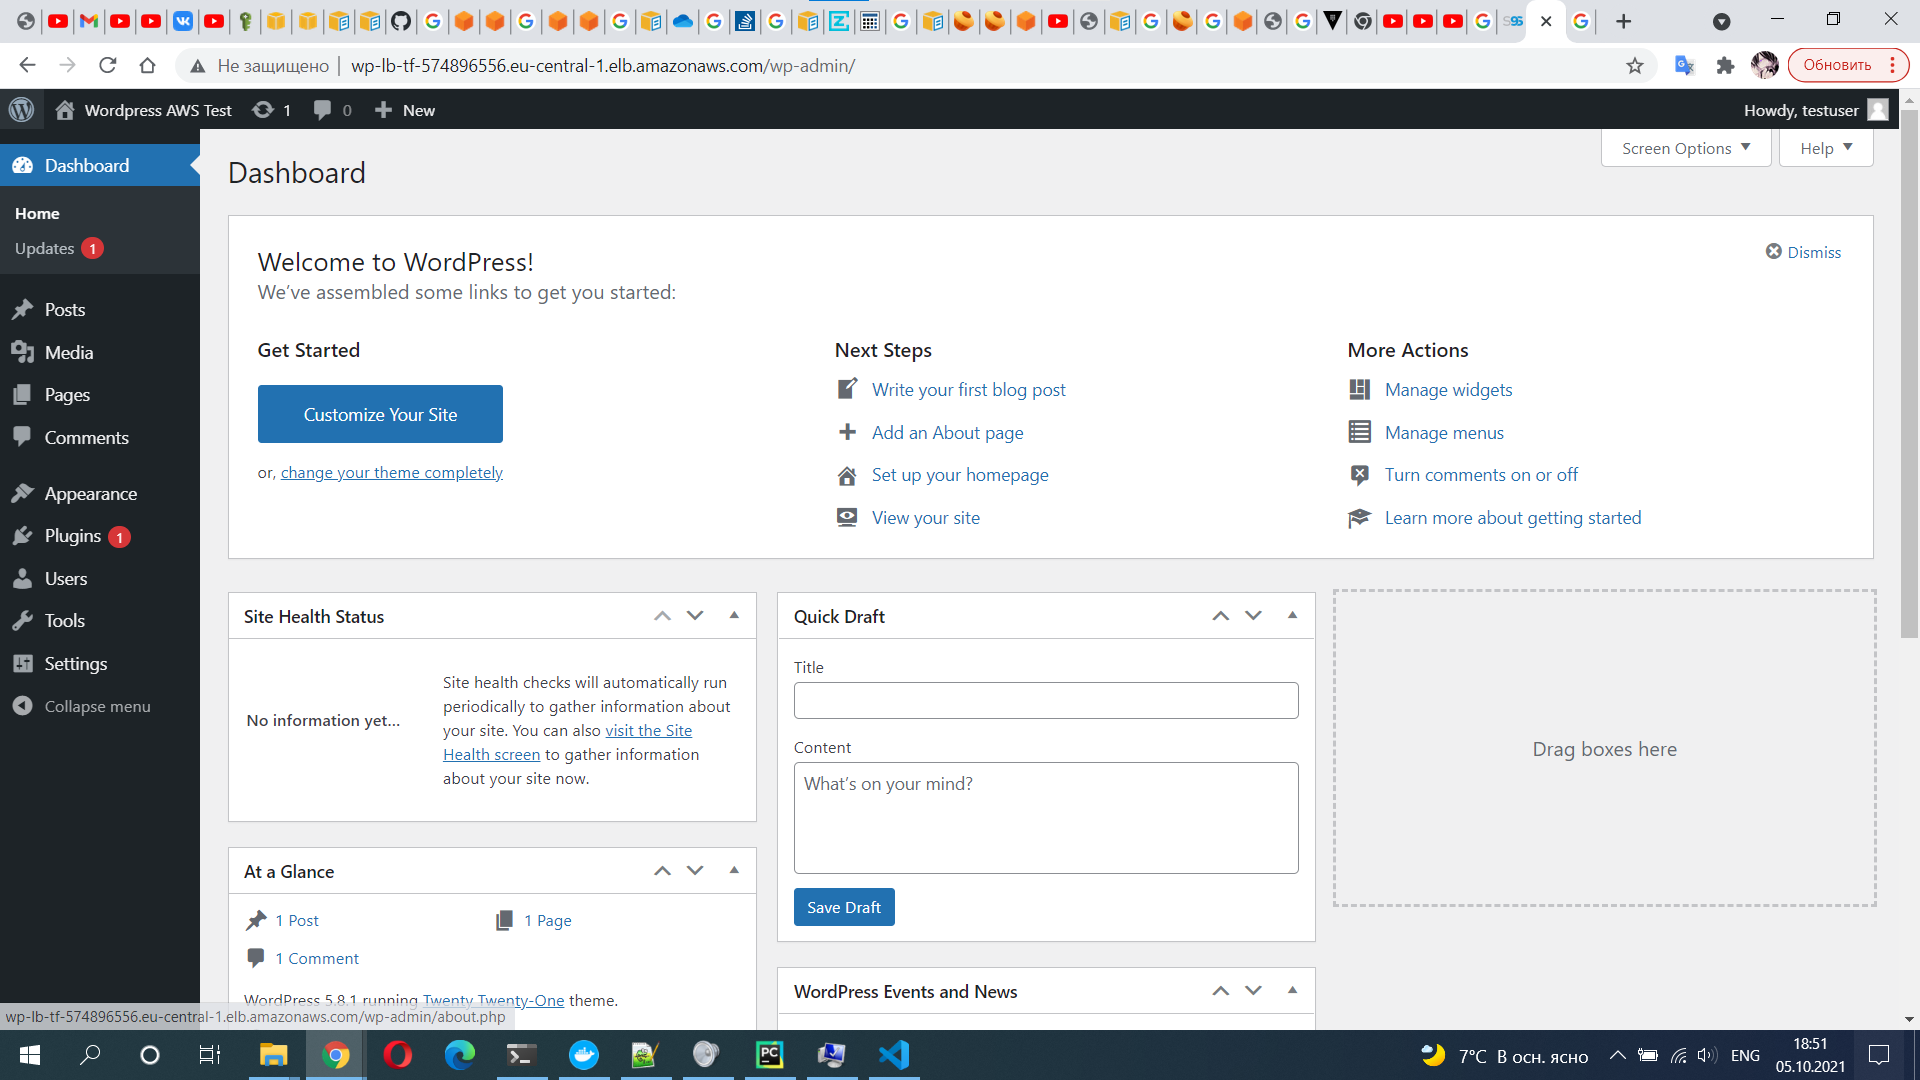 Не защищено
wp-lb-tf-574896556.eu-central-1.elb.amazonaws.com/wp-admin/
Обновить
Wordpress AWS Test
1
0
New
Howdy, testuser
Dashboard
Home
Updates 1
Posts
Media
Pages
Comments
Appearance
Plugins 1
Users
Tools
Settings
Collapse menu
Dashboard
Screen Options
Help
Welcome to WordPress!
We’ve assembled some links to get you started:
Dismiss
Get Started
Customize Your Site
or, change your theme completely
Next Steps
Write your first blog post
Add an About page
Set up your homepage
View your site
More Actions
Manage widgets
Manage menus
Turn comments on or off
Learn more about getting started
Site Health Status
No information yet…
Site health checks will automatically run
periodically to gather information about
your site. You can also visit the Site
Health screen to gather information
about your site now.
At a Glance
1 Post
1 Page
1 Comment
WordPress 5.8.1 running Twenty Twenty-One theme.
Quick Draft
Title
Content
What’s on your mind?
Save Draft
WordPress Events and News
Drag boxes here
wp-lb-tf-574896556.eu-central-1.elb.amazonaws.com/wp-admin/about.php
7°C В осн. ясно
ENG
18:51
05.10.2021